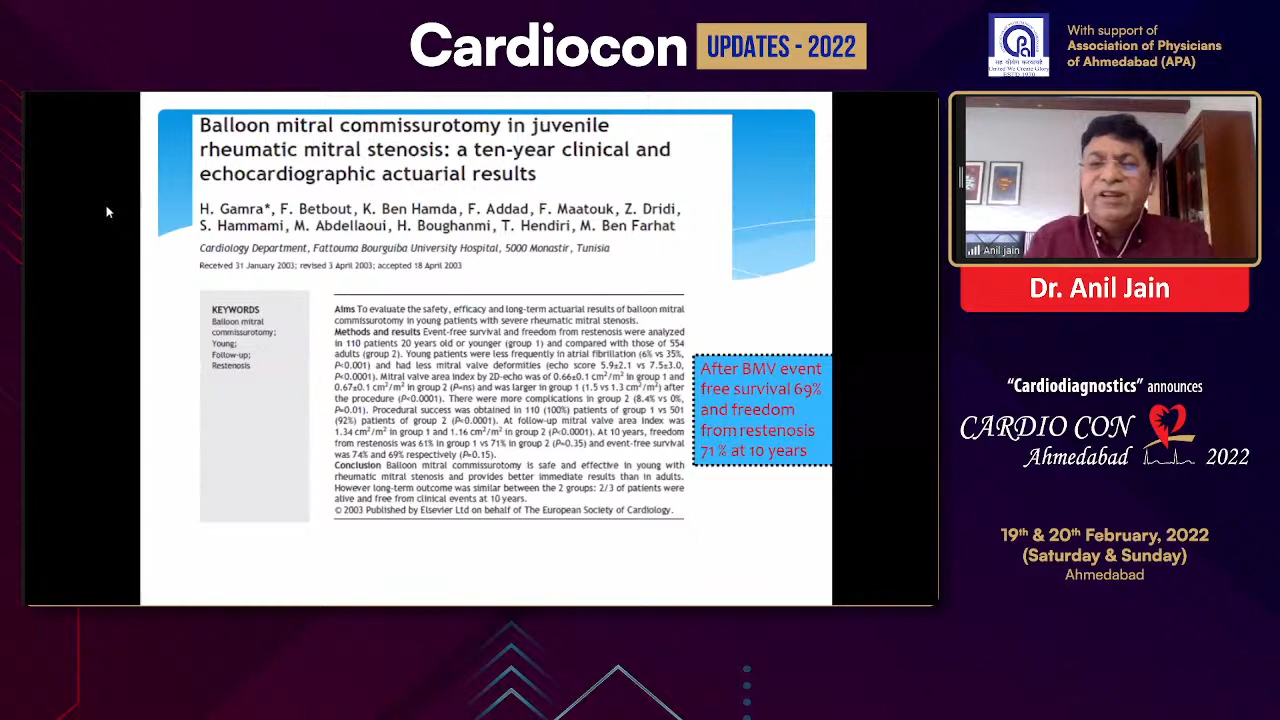 Cardiocon
UPDATES - 2022
With support of
Association of Physicians
of Ahmedabad (APA)
United We Create Glory
ESTD 1970
Balloon mitral commissurotomy in juvenile
rheumatic mitral stenosis: a ten-year clinical and
echocardiographic actuarial results
H. Gamra*, F. Betbout, K. Ben Hamda, F. Addad, F. Maatouk, Z. Dridi,
S. Hammami, M. Abdellaoui, H. Boughanmi, T. Hendiri, M. Ben Farhat
Cardiology Department, Fattouma Bourguiba University Hospital, 5000 Monastir, Tunisia
Received 31 January 2003; revised 3 April 2003; accepted 18 April 2003
KEYWORDS
Balloon mitral
commissurotomy;
Young;
Follow-up;
Restenosis
Aims To evaluate the safety, efficacy and long-term actuarial results of balloon mitral
commissurotomy in young patients with severe rheumatic mitral stenosis.
Methods and results Event-free survival and freedom from restenosis were analyzed
in 110 patients 20 years old or younger (group 1) and compared with those of 554
adults (group 2). Young patients were less frequently in atrial fibrillation (6% vs 35%,
P<0.001) and had less mitral valve deformities (echo score 5.9±2.1 vs 7.5±3.0,
P<0.0001). Mitral valve area index by 2D-echo was of 0.66±0.1 cm²/m² in group 1 and
0.67±0.1 cm²/m² in group 2 (P=ns) and was larger in group 1 (1.5 vs 1.3 cm²/m²) after
the procedure (P<0.0001). There were more complications in group 2 (8.4% vs 0%,
P=0.01). Procedural success was obtained in 110 (100%) patients of group 1 vs 501
(92%) patients of group 2 (P<0.0001). At follow-up mitral valve area index was
1.34 cm²/m² in group 1 and 1.16 cm²/m² in group 2 (P<0.0001). At 10 years, freedom
from restenosis was 61% in group 1 vs 71% in group 2 (P=0.35) and event-free survival
was 74% and 69% respectively (P=0.15).
Conclusion Balloon mitral commissurotomy is safe and effective in young with
rheumatic mitral stenosis and provides better immediate results than in adults.
However long-term outcome was similar between the 2 groups: 2/3 of patients were
alive and free from clinical events at 10 years.
© 2003 Published by Elsevier Ltd on behalf of The European Society of Cardiology.
After BMV event
free survival 69%
and freedom
from restenosis
71 % at 10 years
Anil jain
Dr. Anil Jain
“Cardiodiagnostics” announces
CARDIO CON
Ahmedabad 2022
19th & 20th February, 2022
(Saturday & Sunday)
Ahmedabad